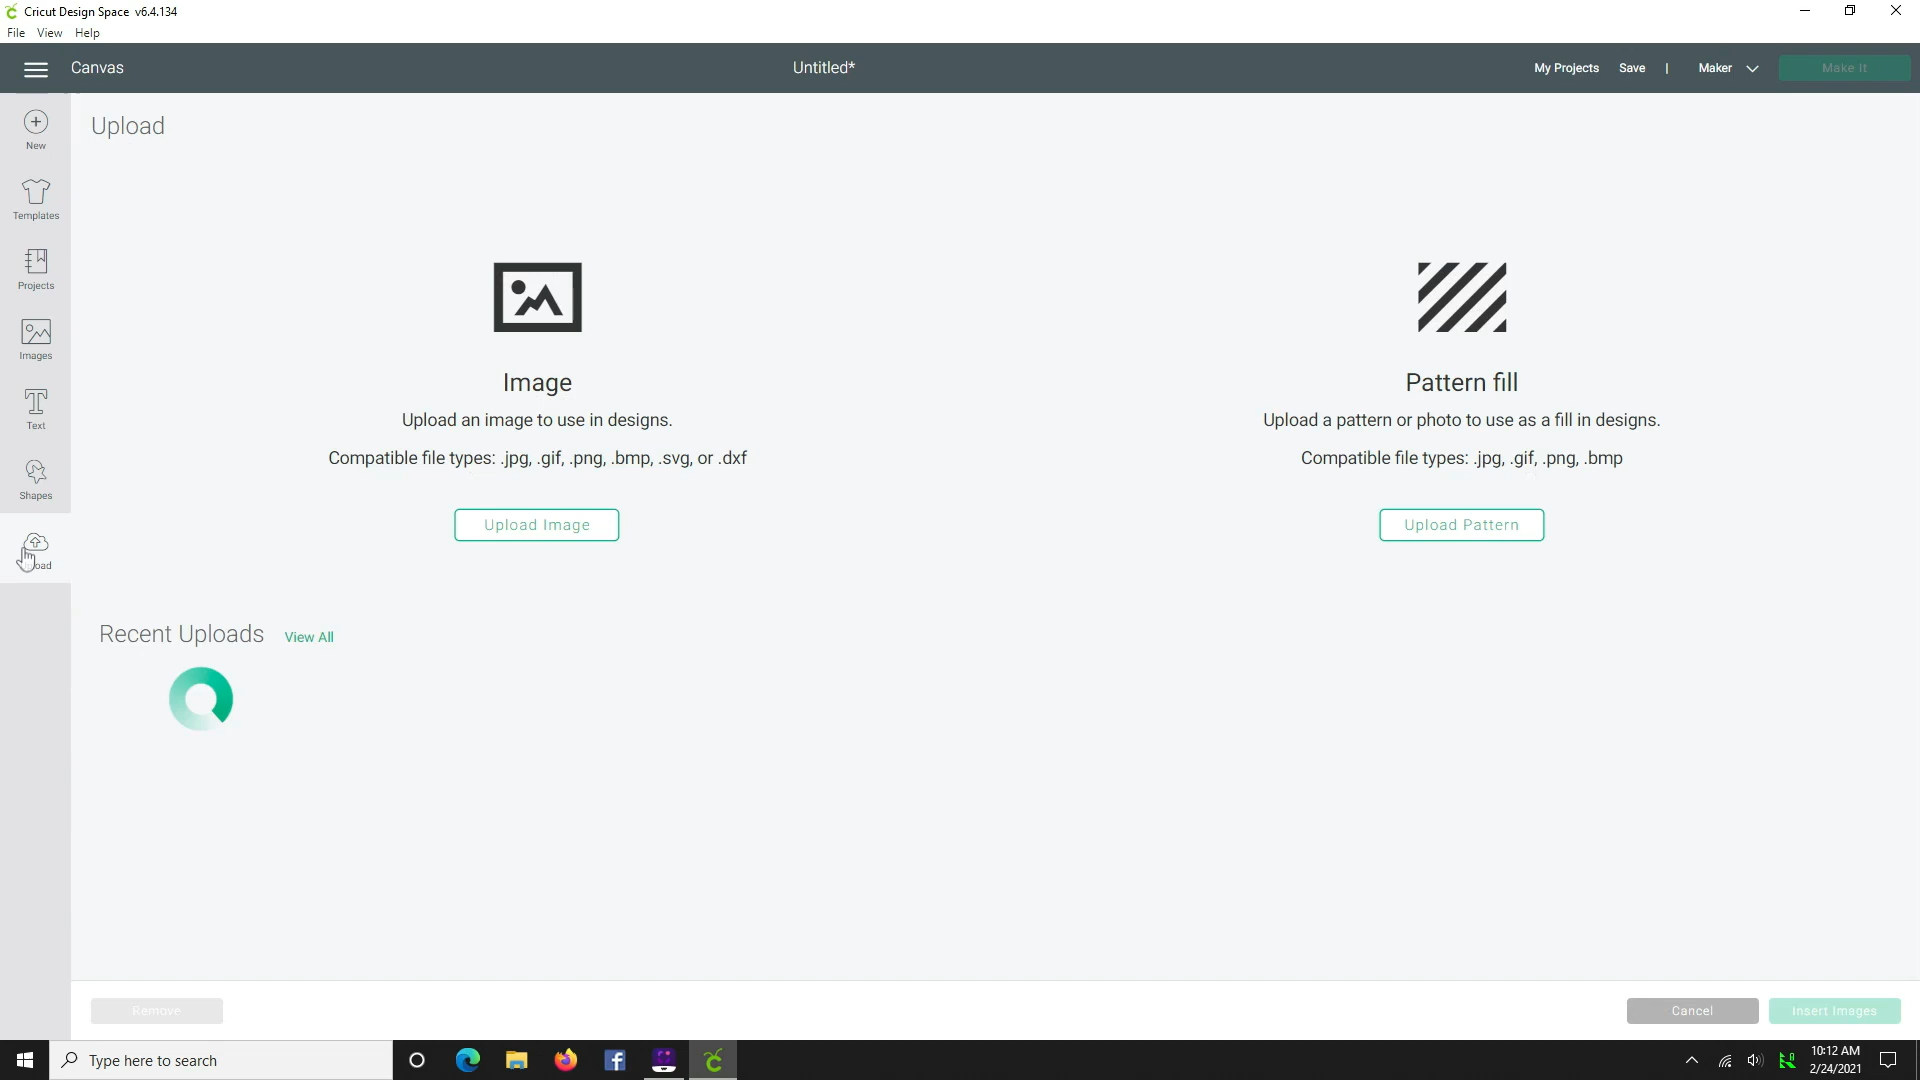 Cricut Design Space v6.4.134
File View Help
Canvas
Untitled*
My Projects Save | Maker Make It
New
Templates
Projects
Images
Text
Shapes
Upload
Image
Upload an image to use in designs.
Compatible file types: .jpg, .gif, .png, .bmp, .svg, or .dxf
Upload Image
Pattern fill
Upload a pattern or photo to use as a fill in designs.
Compatible file types: .jpg, .gif, .png, .bmp
Upload Pattern
Recent Uploads View All
Remove
Cancel Insert Images
Type here to search
10:12 AM
2/24/2021